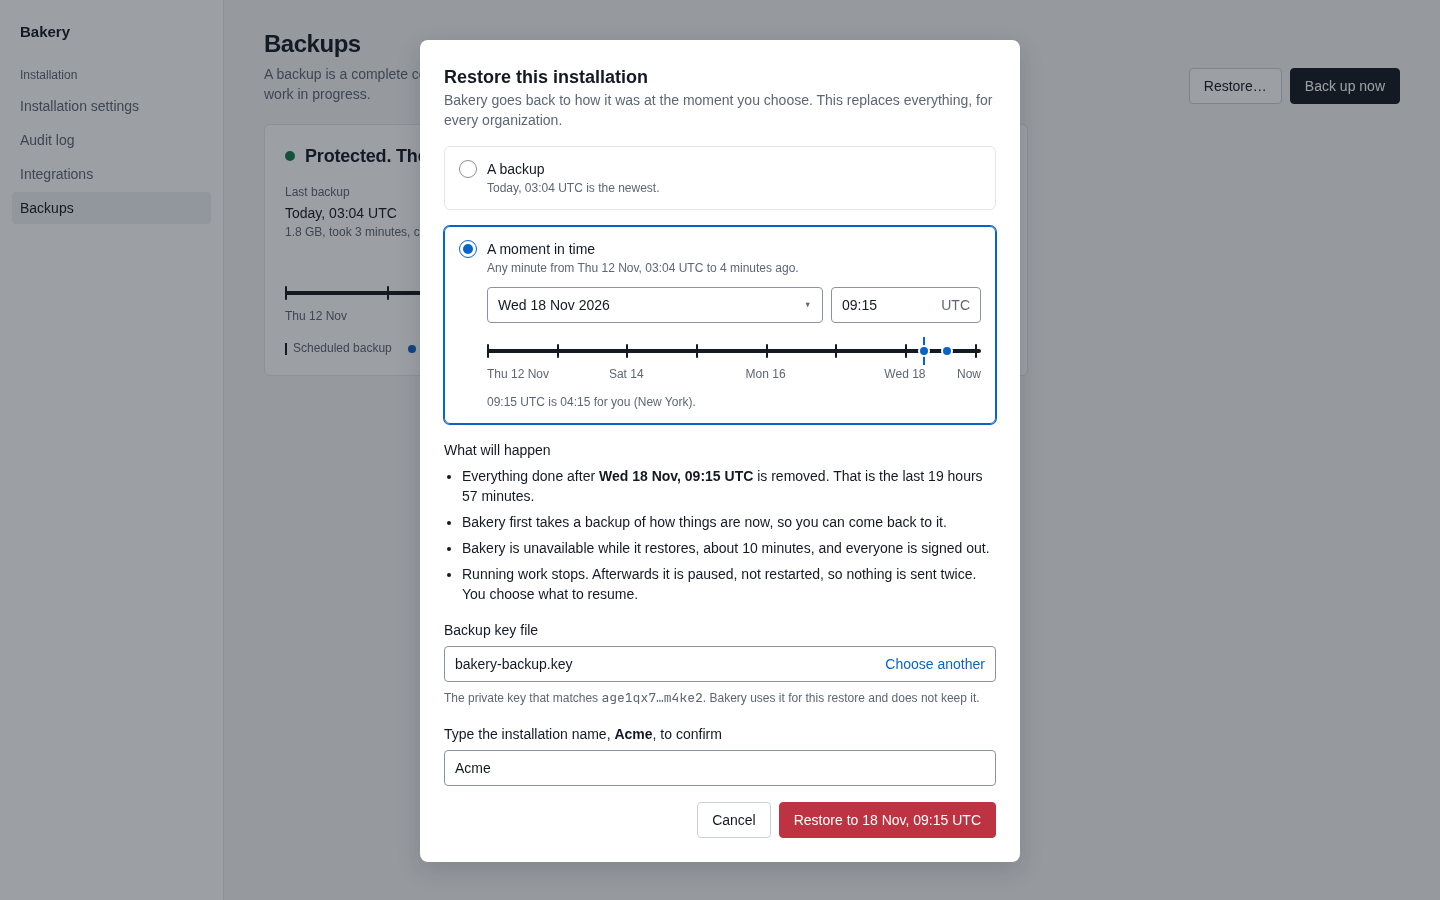 Bakery
Installation
Installation settings
Audit log
Integrations
Backups
Backups
A backup is a complete
work in progress.
Restore…
Back up now
Protected. The
Last backup
Today, 03:04 UTC
1.8 GB, took 3 minutes, c
Thu 12 Nov
Scheduled backup
Restore this installation
Bakery goes back to how it was at the moment you choose. This replaces everything, for
every organization.
A backup
Today, 03:04 UTC is the newest.
A moment in time
Any minute from Thu 12 Nov, 03:04 UTC to 4 minutes ago.
Wed 18 Nov 2026
09:15 UTC
Thu 12 Nov Sat 14 Mon 16 Wed 18 Now
09:15 UTC is 04:15 for you (New York).
What will happen
Everything done after Wed 18 Nov, 09:15 UTC is removed. That is the last 19 hours
57 minutes.
Bakery first takes a backup of how things are now, so you can come back to it.
Bakery is unavailable while it restores, about 10 minutes, and everyone is signed out.
Running work stops. Afterwards it is paused, not restarted, so nothing is sent twice.
You choose what to resume.
Backup key file
bakery-backup.key Choose another
The private key that matches age1qx7…m4ke2. Bakery uses it for this restore and does not keep it.
Type the installation name, Acme, to confirm
Acme
Cancel
Restore to 18 Nov, 09:15 UTC